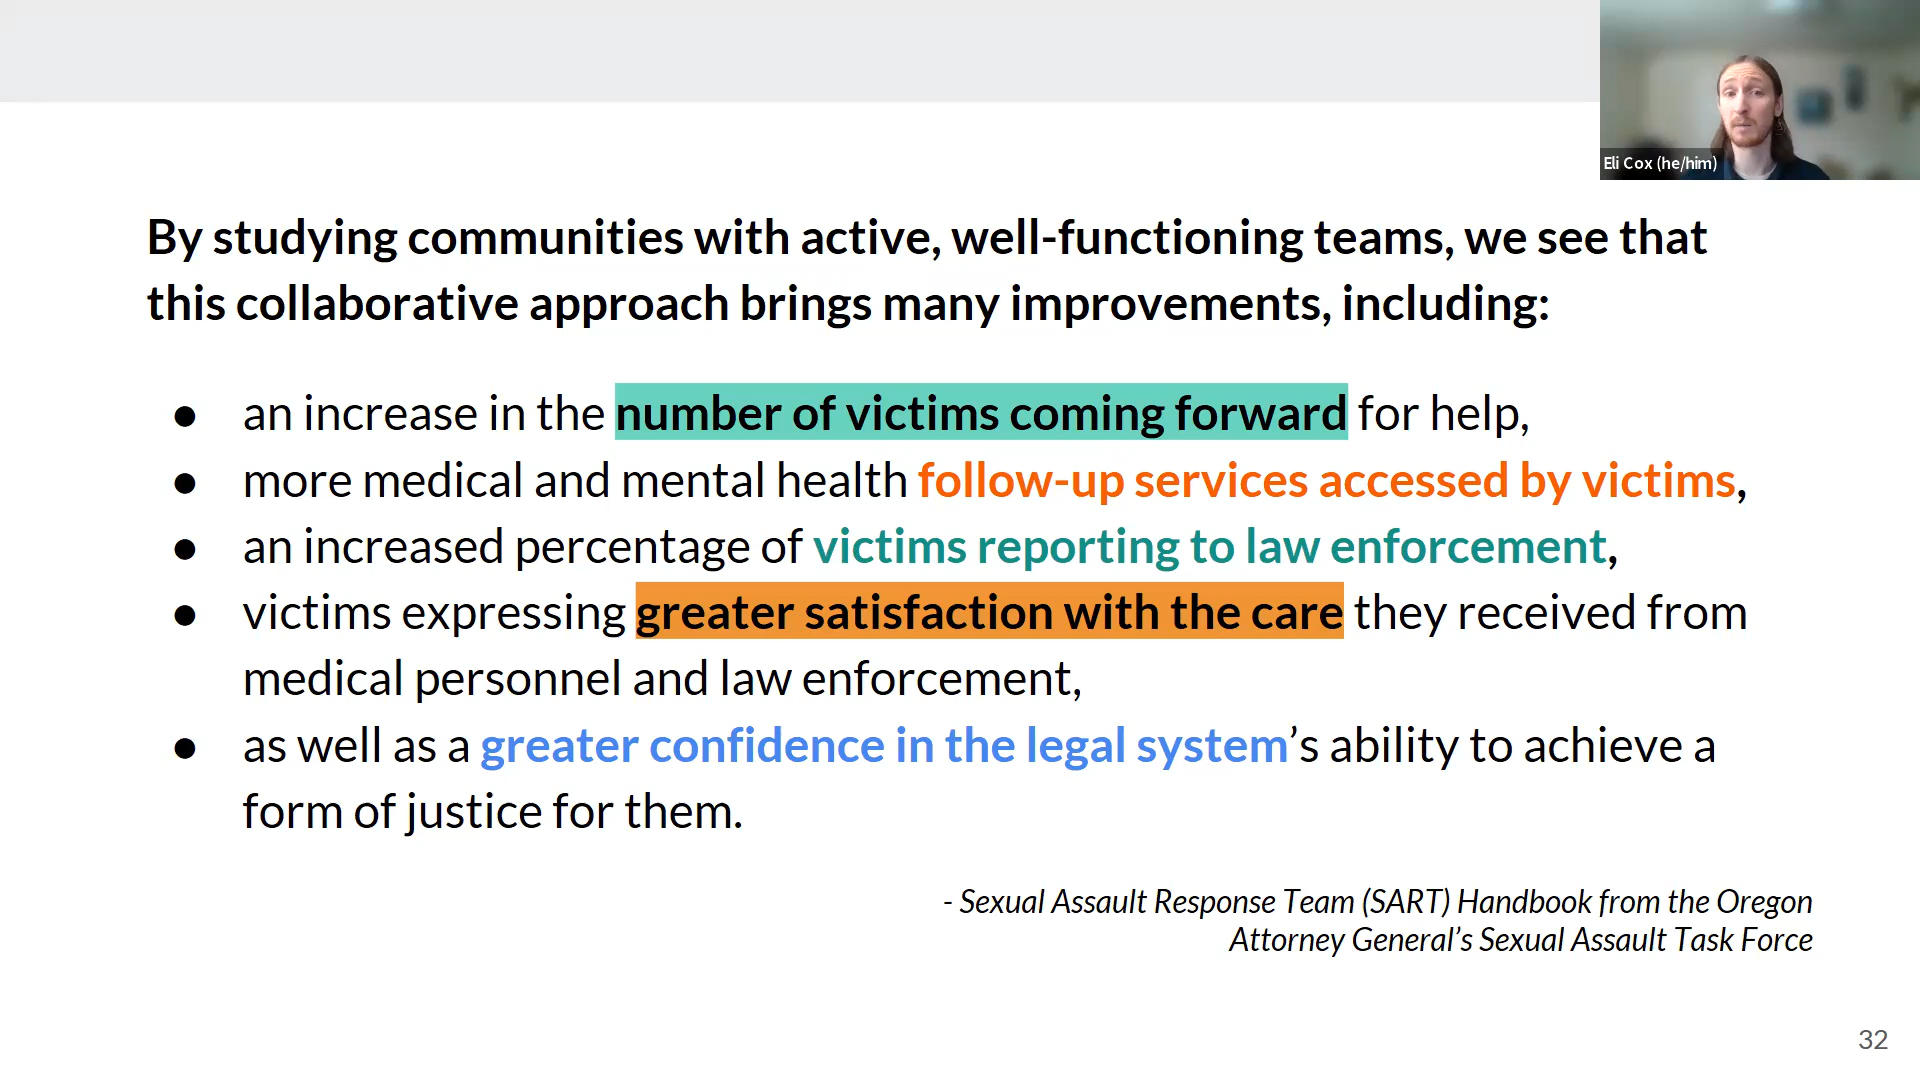 Eli Cox (he/him)
By studying communities with active, well-functioning teams, we see that
this collaborative approach brings many improvements, including:
● an increase in the number of victims coming forward for help,
● more medical and mental health follow-up services accessed by victims,
● an increased percentage of victims reporting to law enforcement,
● victims expressing greater satisfaction with the care they received from
medical personnel and law enforcement,
● as well as a greater confidence in the legal system’s ability to achieve a
form of justice for them.
- Sexual Assault Response Team (SART) Handbook from the Oregon
Attorney General’s Sexual Assault Task Force
32